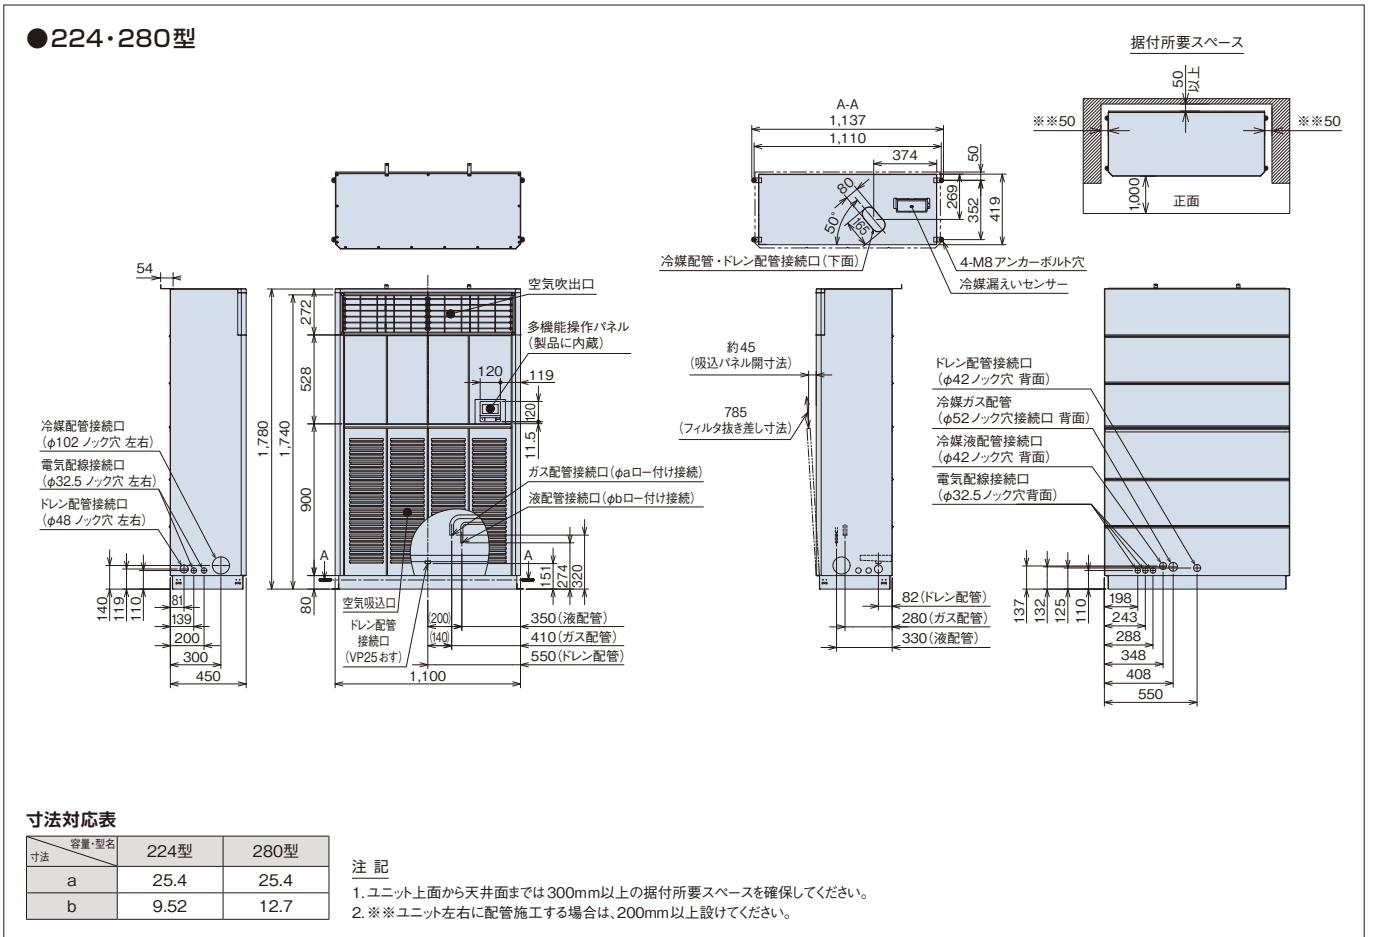 ●224・280型
据付所要スペース
50
以上
※※50
※※50
1,000
正面
A-A
1,137
1,110
374
50
80
50°
165
269
352
419
冷媒配管・ドレン配管接続口(下面)
4-M8アンカーボルト穴
冷媒漏えいセンサー
54
272
528
900
80
1,780
1,740
空気吹出口
多機能操作パネル
(製品に内蔵)
120
119
120
11.5
ガス配管接続口(φaロー付け接続)
液配管接続口(φbロー付け接続)
冷媒配管接続口
(φ102 ノック穴 左右)
電気配線接続口
(φ32.5 ノック穴 左右)
ドレン配管接続口
(φ48 ノック穴 左右)
140
119
110
81
139
200
300
450
A
A
空気吸込口
ドレン配管
接続口
(VP25おす)
(200)
(140)
151
274
320
350(液配管)
410(ガス配管)
550(ドレン配管)
1,100
約45
(吸込パネル開寸法)
785
(フィルタ抜き差し寸法)
82(ドレン配管)
280(ガス配管)
330(液配管)
ドレン配管接続口
(φ42ノック穴 背面)
冷媒ガス配管
(φ52ノック穴接続口 背面)
冷媒液配管接続口
(φ42ノック穴 背面)
電気配線接続口
(φ32.5ノック穴背面)
137
132
125
110
198
243
288
348
408
550
寸法対応表
容量・型名
寸法 224型 280型
a 25.4 25.4
b 9.52 12.7
注 記
1.ユニット上面から天井面までは300mm以上の据付所要スペースを確保してください。
2.※※ユニット左右に配管施工する場合は、200mm以上設けてください。